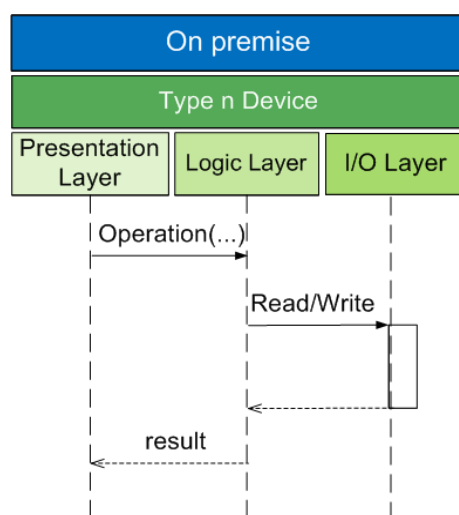 On premise
Type n Device
Presentation
Layer
Logic Layer
I/O Layer
Operation(...)
Read/Write
result